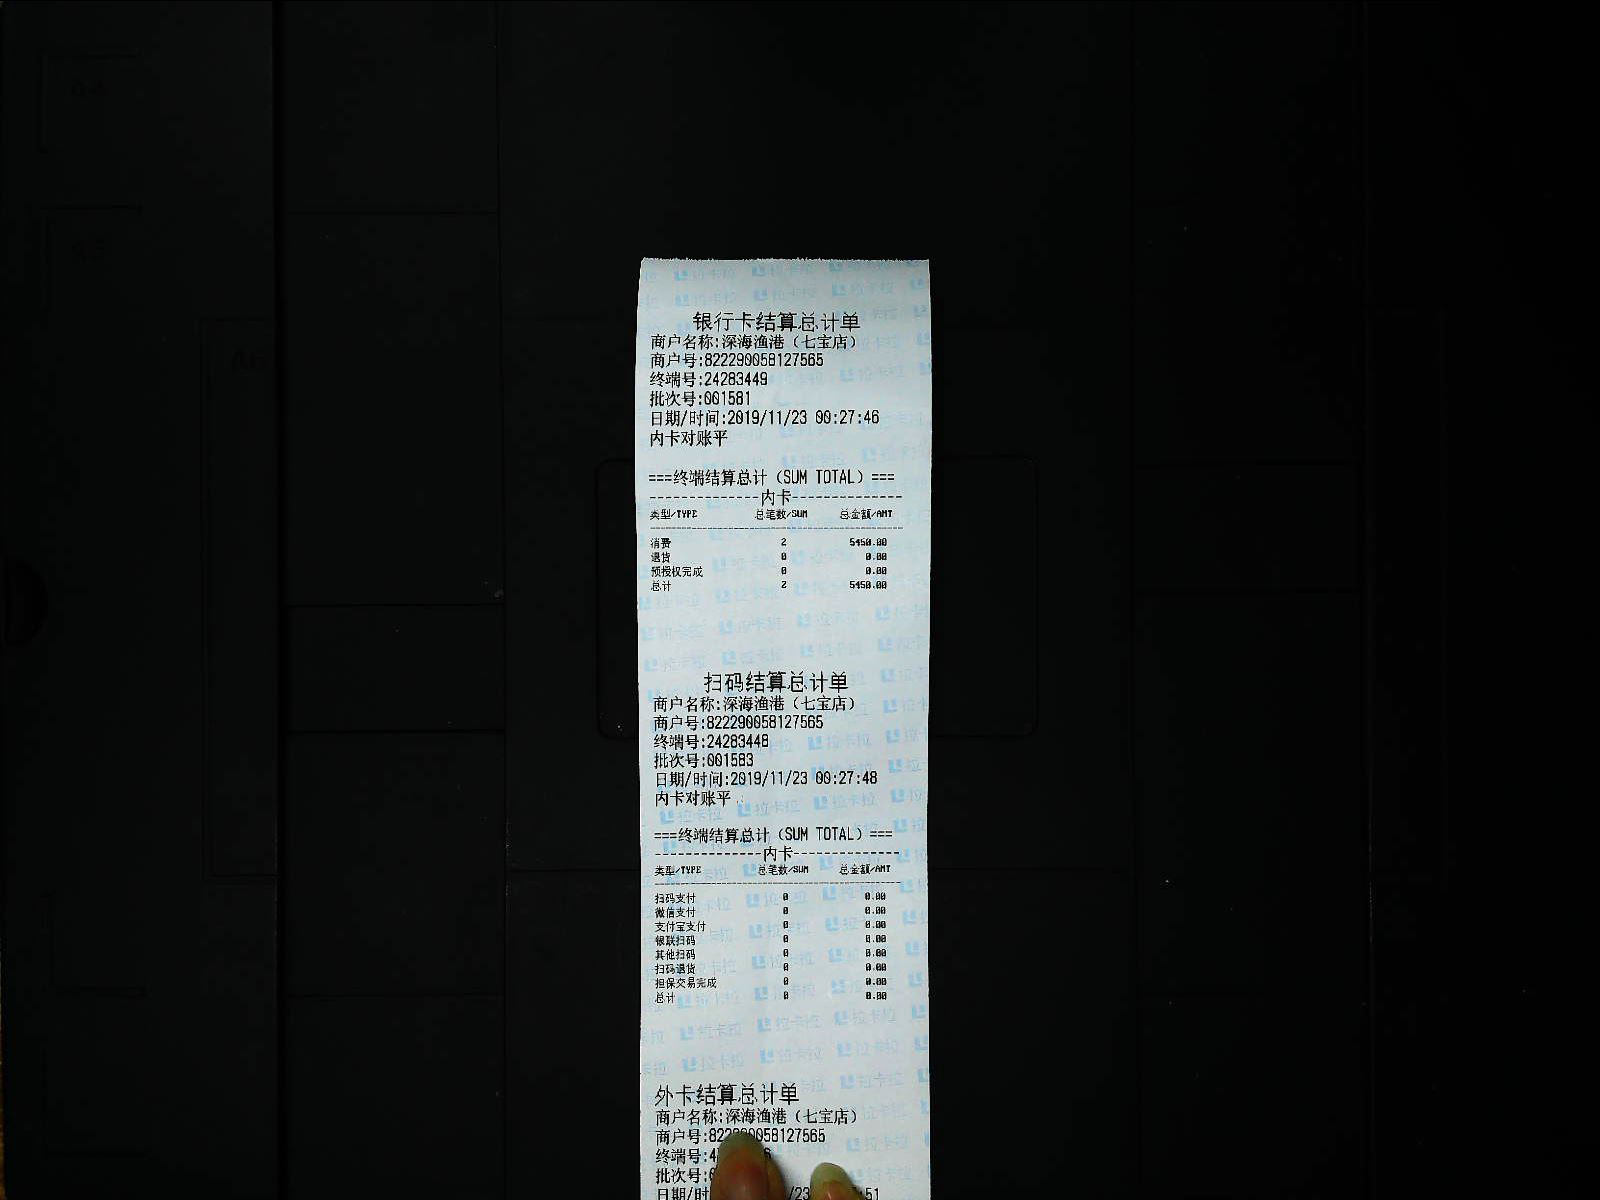 银行卡结算总计单
商户名称:深海渔港（七宝店）
商户号:822290058127565
终端号:24283449
批次号:001581
日期/时间:2019/11/23 00:27:46
内卡对账平
===终端结算总计（SUM TOTAL）===
--------------内卡--------------
类型/TYPE 总笔数/SUM 总金额/AMT
消费 2 5450.00
退货 0 0.00
预授权完成 0 0.00
总计 2 5450.00
扫码结算总计单
商户名称:深海渔港（七宝店）
商户号:822290058127565
终端号:24283448
批次号:001583
日期/时间:2019/11/23 00:27:48
内卡对账平
===终端结算总计（SUM TOTAL）===
--------------内卡--------------
类型/TYPE 总笔数/SUM 总金额/AMT
扫码支付 0 0.00
微信支付 0 0.00
支付宝支付 0 0.00
银联扫码 0 0.00
其他扫码 0 0.00
扫码退货 0 0.00
担保交易完成 0 0.00
总计 0 0.00
外卡结算总计单
商户名称:深海渔港（七宝店）
商户号:822290058127565
终端号:
批次号:
日期/时